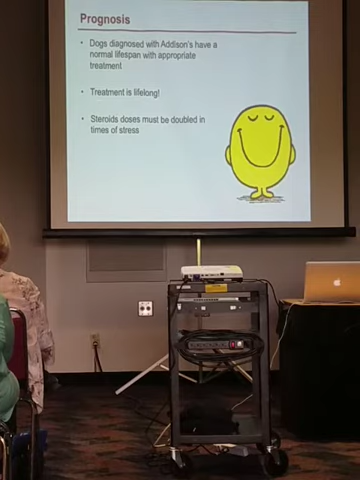 Prognosis
• Dogs diagnosed with Addison's have a
normal lifespan with appropriate
treatment
• Treatment is lifelong!
• Steroids doses must be doubled in
times of stress